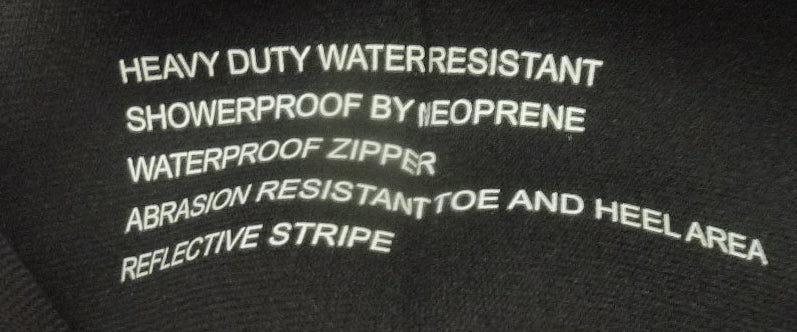 HEAVY DUTY WATERRESISTANT
SHOWERPROOF BY NEOPRENE
WATERPROOF ZIPPER
ABRASION RESISTANT TOE AND HEEL AREA
REFLECTIVE STRIPE